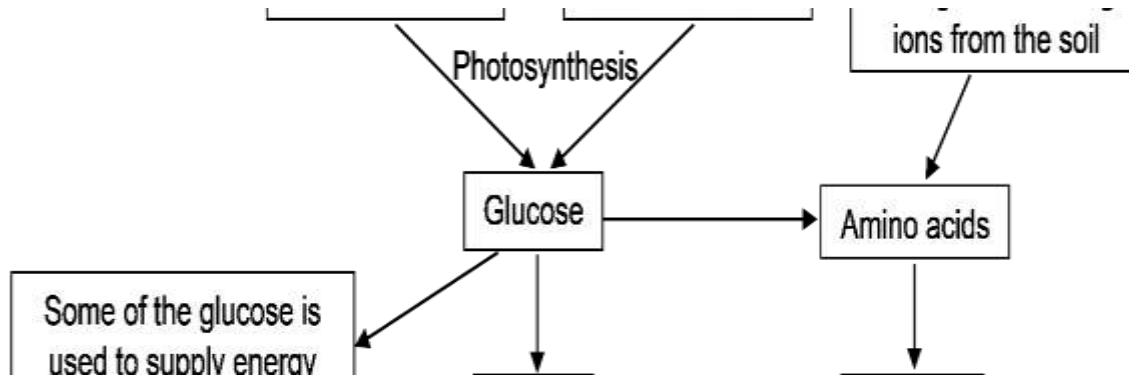 ions from the soil
Photosynthesis
Glucose
Amino acids
Some of the glucose is
used to supply energy